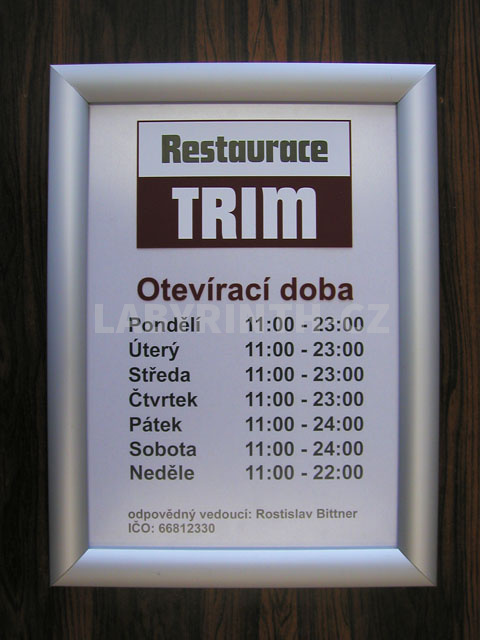 Restaurace
TRIM
Otevírací doba
LABYRINTH.CZ
Pondělí 11:00 - 23:00
Úterý 11:00 - 23:00
Středa 11:00 - 23:00
Čtvrtek 11:00 - 23:00
Pátek 11:00 - 24:00
Sobota 11:00 - 24:00
Neděle 11:00 - 22:00
odpovědný vedoucí: Rostislav Bittner
IČO: 66812330